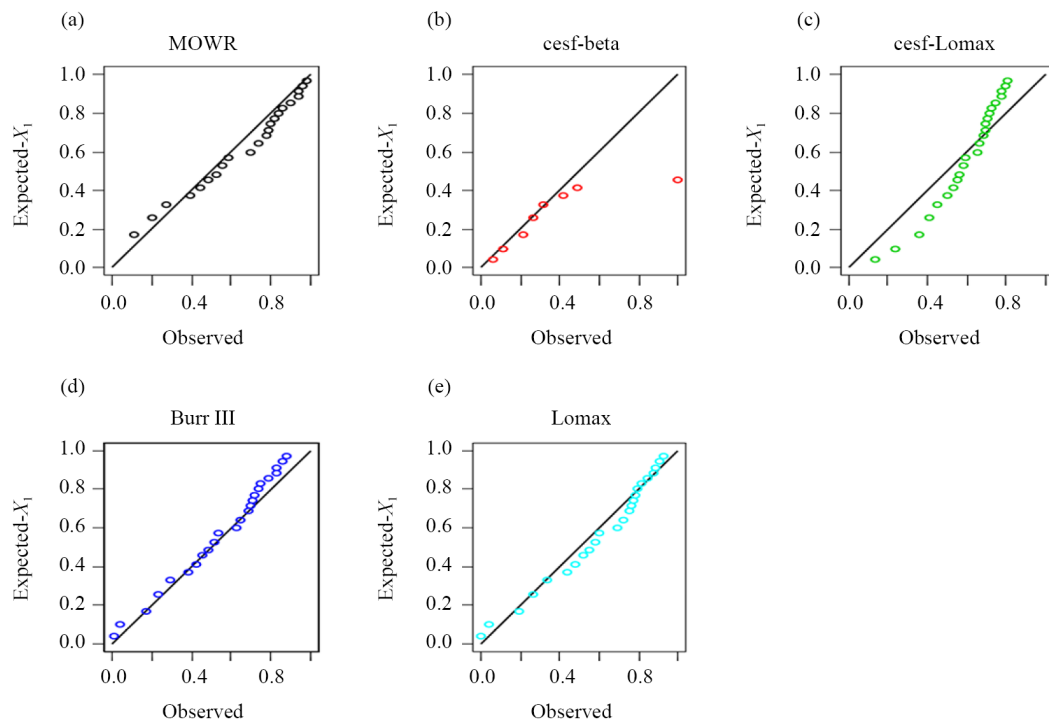 (a)
MOWR
1.0
0.8
0.6
0.4
0.2
0.0
Expected-X1
0.0 0.4 0.8
Observed
(b)
cesf-beta
1.0
0.8
0.6
0.4
0.2
0.0
Expected-X1
0.0 0.4 0.8
Observed
(c)
cesf-Lomax
1.0
0.8
0.6
0.4
0.2
0.0
Expected-X1
0.0 0.4 0.8
Observed
(d)
Burr III
1.0
0.8
0.6
0.4
0.2
0.0
Expected-X1
0.0 0.4 0.8
Observed
(e)
Lomax
1.0
0.8
0.6
0.4
0.2
0.0
Expected-X1
0.0 0.4 0.8
Observed